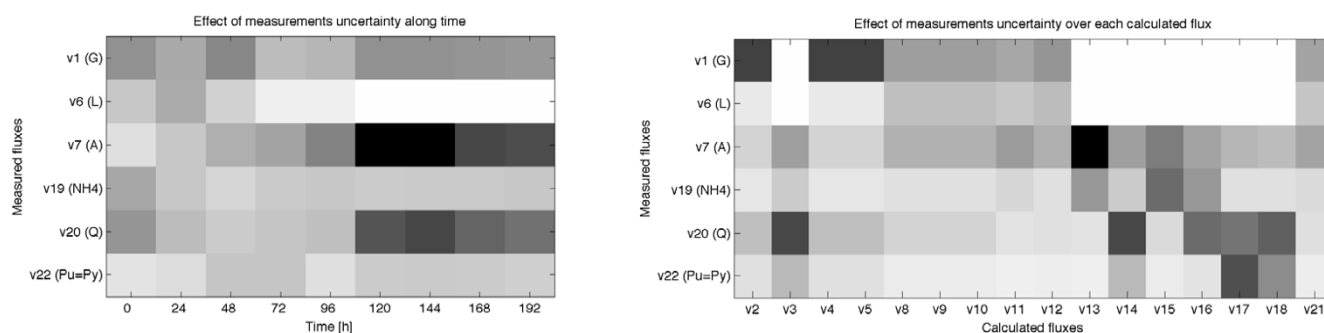 Effect of measurements uncertainty along time
Measured fluxes
v1 (G)
v6 (L)
v7 (A)
v19 (NH4)
v20 (Q)
v22 (Pu=Py)
0 24 48 72 96 120 144 168 192
Time [h]
Effect of measurements uncertainty over each calculated flux
Measured fluxes
v1 (G)
v6 (L)
v7 (A)
v19 (NH4)
v20 (Q)
v22 (Pu=Py)
v2 v3 v4 v5 v8 v9 v10 v11 v12 v13 v14 v15 v16 v17 v18 v21
Calculated fluxes